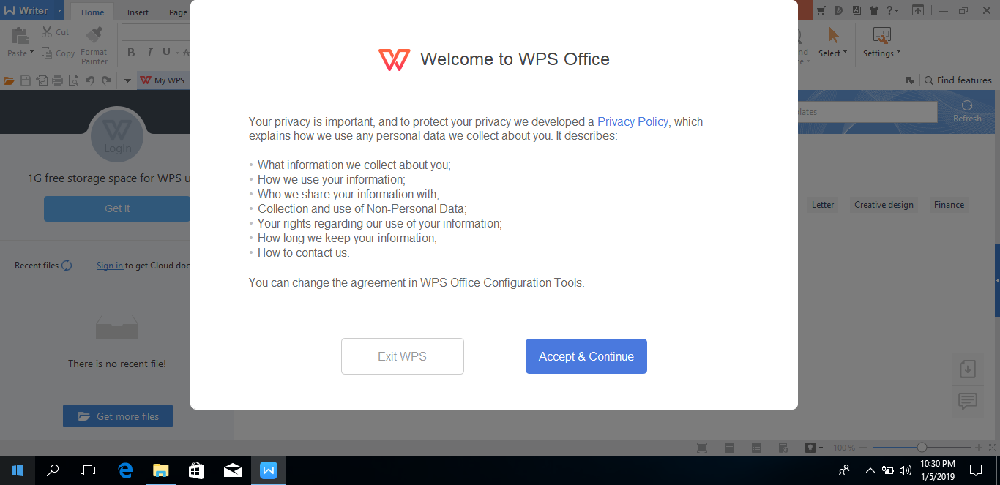 Writer
Home
Insert
Page
Paste
Cut
Copy
Format
Painter
B I U
Select
Settings
My WPS
Find features
Login
1G free storage space for WPS u
Get It
Recent files
Sign in to get Cloud doc
There is no recent file!
Get more files
Welcome to WPS Office
Your privacy is important, and to protect your privacy we developed a Privacy Policy, which
explains how we use any personal data we collect about you. It describes:
• What information we collect about you;
• How we use your information;
• Who we share your information with;
• Collection and use of Non-Personal Data;
• Your rights regarding our use of your information;
• How long we keep your information;
• How to contact us.
You can change the agreement in WPS Office Configuration Tools.
Exit WPS
Accept & Continue
lates
Refresh
Letter
Creative design
Finance
100 %
10:30 PM
1/5/2019